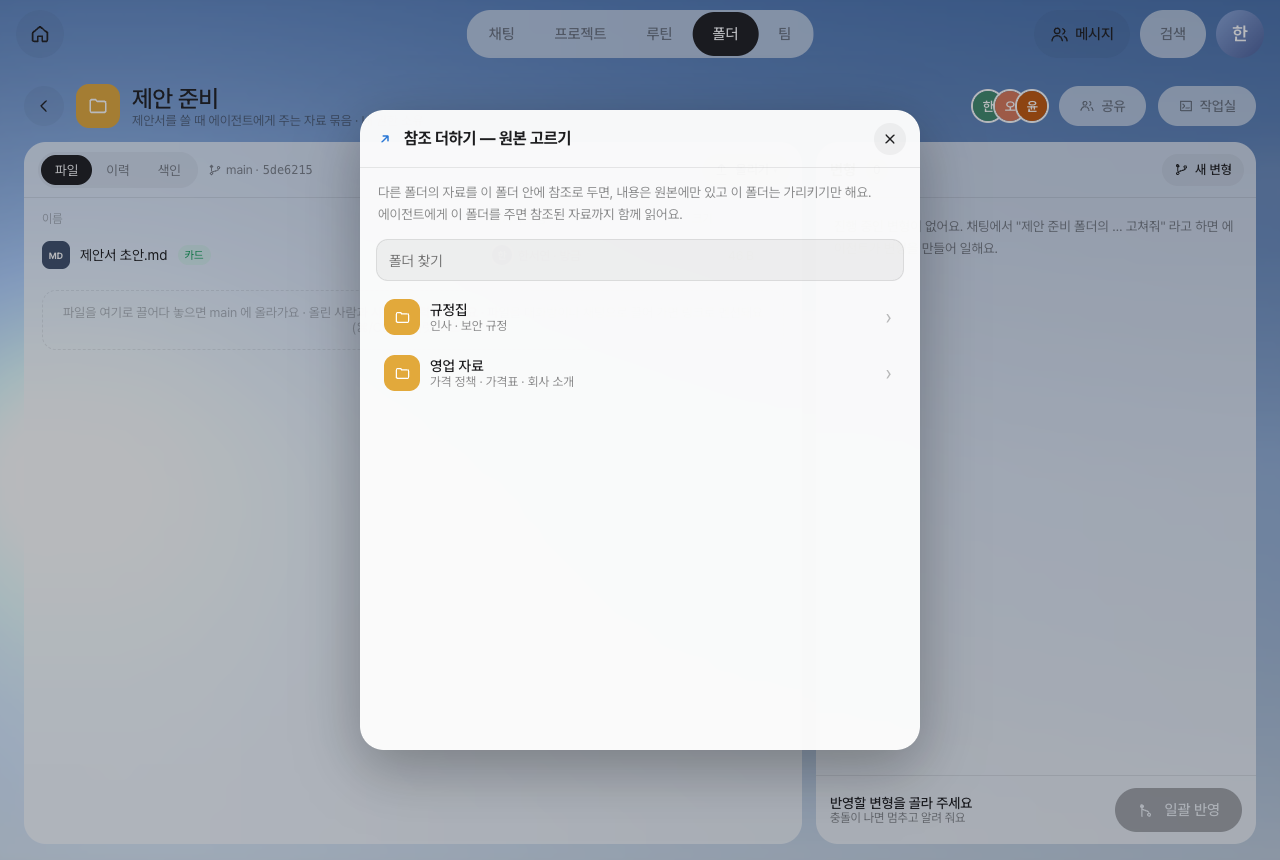 채팅
프로젝트
루틴
폴더
팀
메시지
검색
한
제안 준비
제안서를 쓸 때 에이전트에게 주는 자료 묶음 ·
한
오
윤
공유
작업실
파일
이력
색인
main · 5de6215
새 변형
이름
MD
제안서 초안.md
카드
파일을 여기로 끌어다 놓으면 main 에 올라가요 · 올린 사람
참조 더하기 — 원본 고르기
다른 폴더의 자료를 이 폴더 안에 참조로 두면, 내용은 원본에만 있고 이 폴더는 가리키기만 해요.
에이전트에게 이 폴더를 주면 참조된 자료까지 함께 읽어요.
폴더 찾기
규정집
인사 · 보안 규정
영업 자료
가격 정책 · 가격표 · 회사 소개
없어요. 채팅에서 "제안 준비 폴더의 ... 고쳐줘" 라고 하면 에
만들어 일해요.
반영할 변형을 골라 주세요
충돌이 나면 멈추고 알려 줘요
일괄 반영